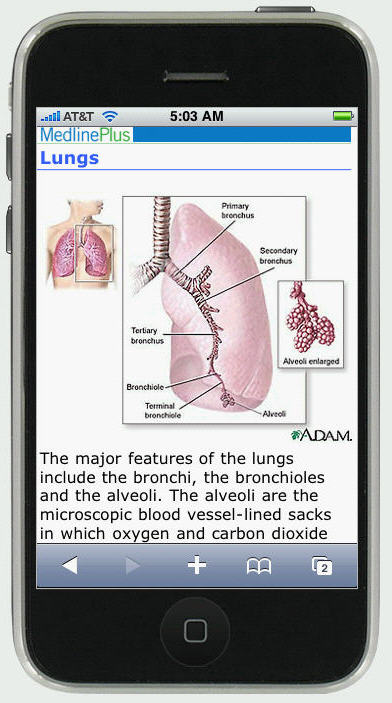 AT&T 5:03 AM
MedlinePlus
Lungs
Primary
bronchus
Secondary
bronchus
Tertiary
bronchus
Alveoli enlarged
Bronchiole
Terminal
bronchiole
Alveoli
A.D.A.M.
The major features of the lungs
include the bronchi, the bronchioles
and the alveoli. The alveoli are the
microscopic blood vessel-lined sacks
in which oxygen and carbon dioxide
2